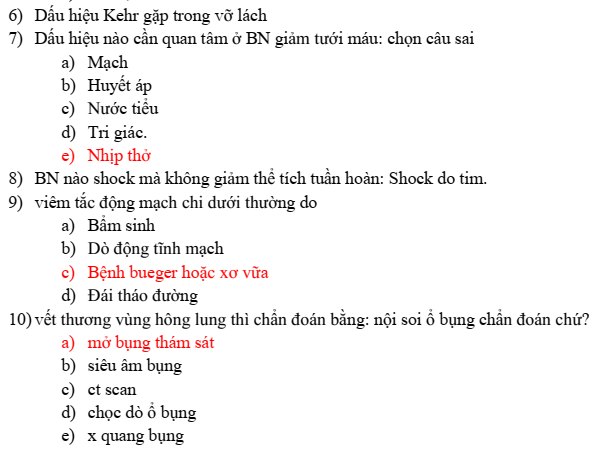 6) Dấu hiệu Kehr gặp trong vỡ lách
7) Dấu hiệu nào cần quan tâm ở BN giảm tưới máu: chọn câu sai
a) Mạch
b) Huyết áp
c) Nước tiểu
d) Tri giác.
e) Nhịp thở
8) BN nào shock mà không giảm thể tích tuần hoàn: Shock do tim.
9) viêm tắc động mạch chi dưới thường do
a) Bẩm sinh
b) Dò động tĩnh mạch
c) Bệnh bueger hoặc xơ vữa
d) Đái tháo đường
10) vết thương vùng hông lung thì chẩn đoán bằng: nội soi ổ bụng chẩn đoán chứ?
a) mở bụng thám sát
b) siêu âm bụng
c) ct scan
d) chọc dò ổ bụng
e) x quang bụng